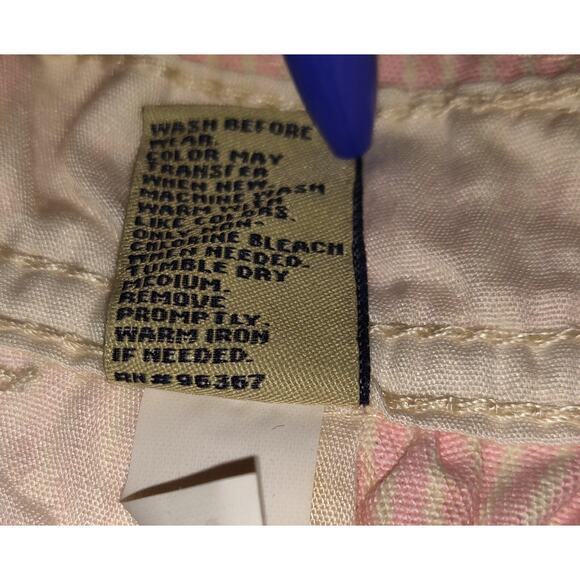 WASH BEFORE
WEAR.
COLOR MAY
TRANSFER
WHEN NEW.
MACHINE WASH
WARM W/
LIKE COLORS.
ONLY NON-
CHLORINE BLEACH
WHEN NEEDED.
TUMBLE DRY
MEDIUM.
REMOVE
PROMPTLY.
WARM IRON
IF NEEDED.
RN#96367